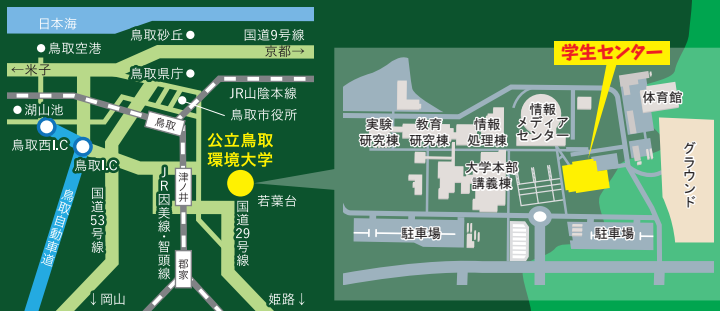 日本海
鳥取砂丘
国道9号線
鳥取空港
京都→
←米子
鳥取県庁
JR山陰本線
湖山池
鳥取市役所
鳥取
鳥取西I.C
公立鳥取
環境大学
鳥取I.C
津ノ井
若葉台
国道53号線
JR因美線・智頭線
国道29号線
鳥取自動車道
郡家
↓岡山
姫路↓
学生センター
体育館
情報
メディア
センター
実験
研究棟
教育
研究棟
情報
処理棟
大学本部
講義棟
グラウンド
駐車場
駐車場